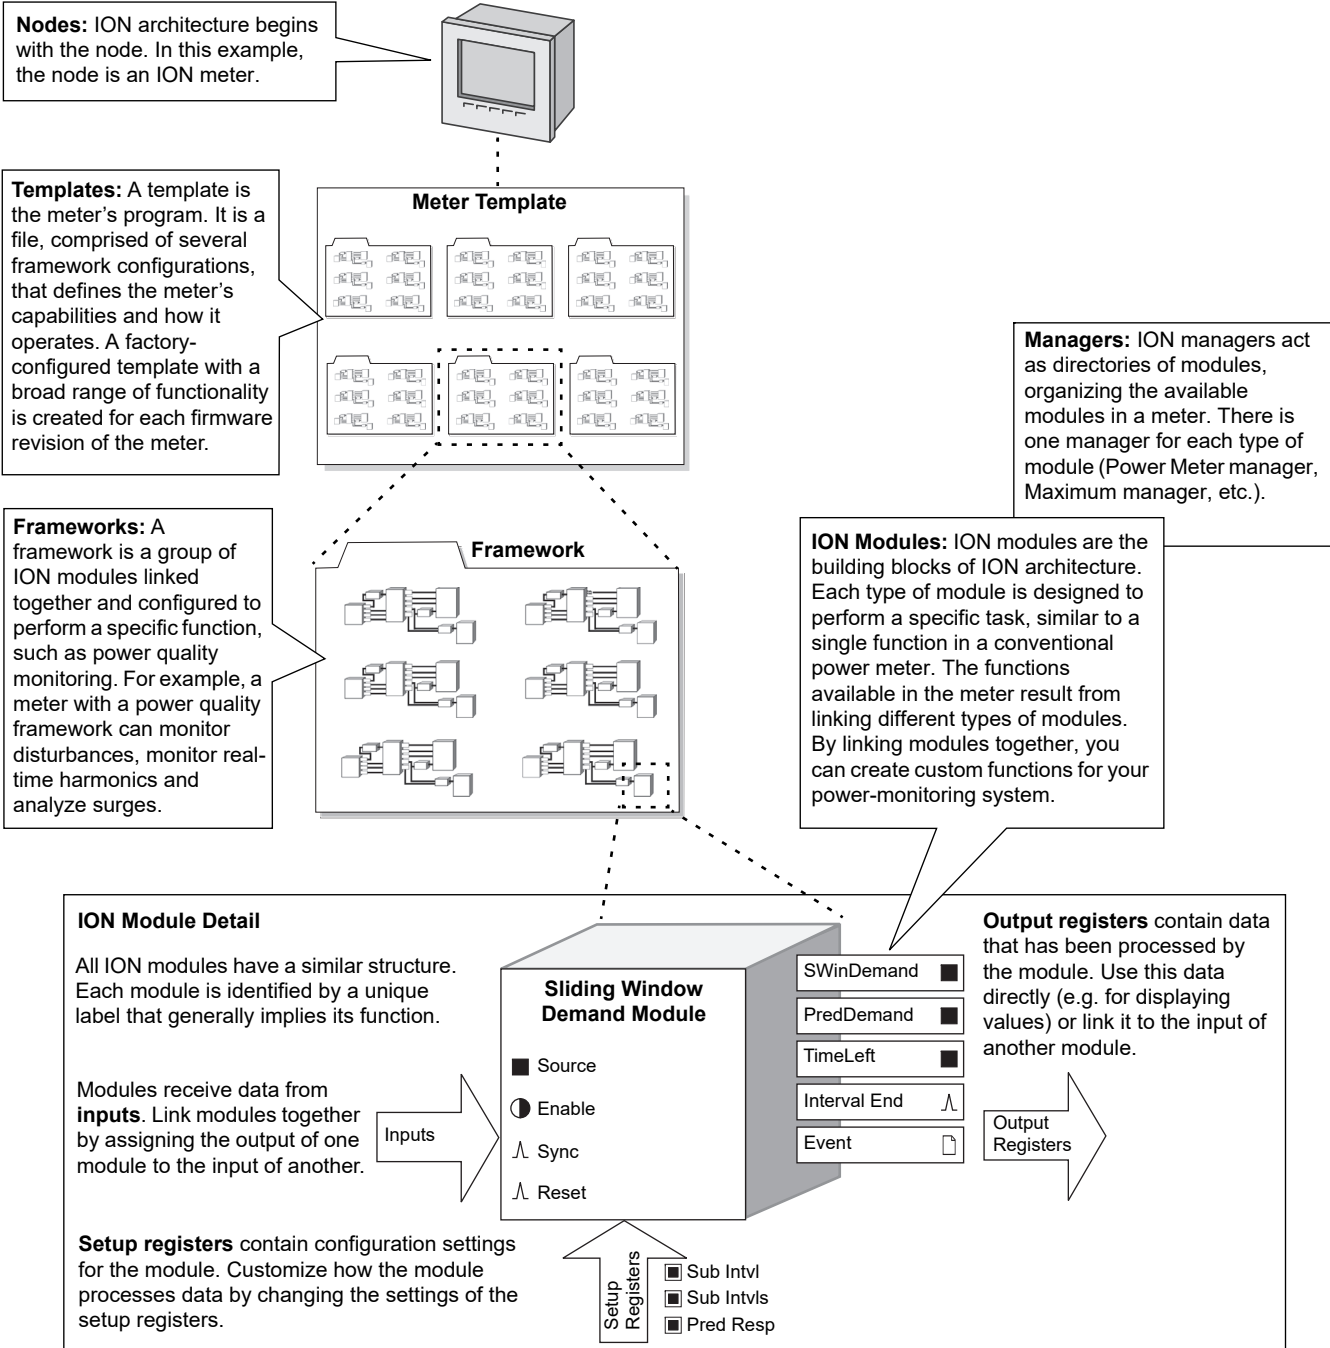 Nodes: ION architecture begins
with the node. In this example,
the node is an ION meter.
Templates: A template is
the meter's program. It is a
file, comprised of several
framework configurations,
that defines the meter's
capabilities and how it
operates. A factory-
configured template with a
broad range of functionality
is created for each firmware
revision of the meter.
Meter Template
Managers: ION managers act
as directories of modules,
organizing the available
modules in a meter. There is
one manager for each type of
module (Power Meter manager,
Maximum manager, etc.).
Frameworks: A
framework is a group of
ION modules linked
together and configured to
perform a specific function,
such as power quality
monitoring. For example, a
meter with a power quality
framework can monitor
disturbances, monitor real-
time harmonics and
analyze surges.
Framework
ION Modules: ION modules are the
building blocks of ION architecture.
Each type of module is designed to
perform a specific task, similar to a
single function in a conventional
power meter. The functions
available in the meter result from
linking different types of modules.
By linking modules together, you
can create custom functions for your
power-monitoring system.
ION Module Detail
All ION modules have a similar structure.
Each module is identified by a unique
label that generally implies its function.
Modules receive data from
inputs. Link modules together
by assigning the output of one
module to the input of another.
Inputs
Setup registers contain configuration settings
for the module. Customize how the module
processes data by changing the settings of the
setup registers.
Sliding Window
Demand Module
Source
Enable
Sync
Reset
Setup
Registers
Sub Intvl
Sub Intvls
Pred Resp
SWinDemand
PredDemand
TimeLeft
Interval End
Event
Output registers contain data
that has been processed by
the module. Use this data
directly (e.g. for displaying
values) or link it to the input of
another module.
Output
Registers